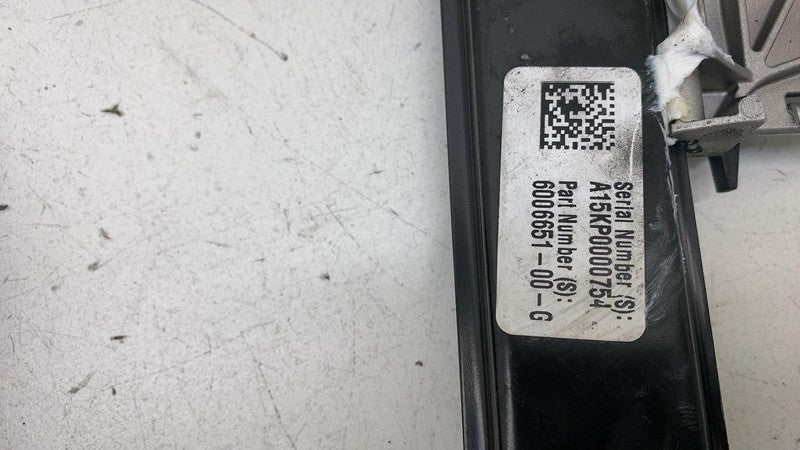 Serial Number (S):
A15KP0000754
Part Number (S):
6006651-00-G